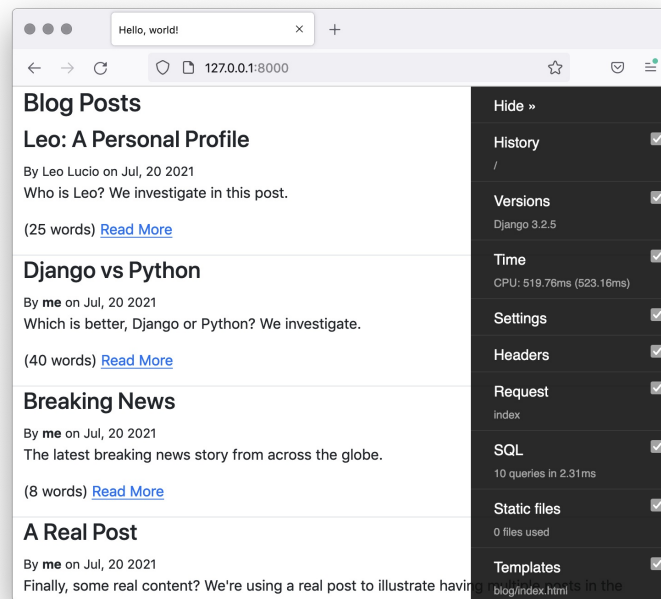 Hello, world!
127.0.0.1:8000
Blog Posts
Leo: A Personal Profile
By Leo Lucio on Jul, 20 2021
Who is Leo? We investigate in this post.
(25 words) Read More
Django vs Python
By me on Jul, 20 2021
Which is better, Django or Python? We investigate.
(40 words) Read More
Breaking News
By me on Jul, 20 2021
The latest breaking news story from across the globe.
(8 words) Read More
A Real Post
By me on Jul, 20 2021
Finally, some real content? We're using a real post to illustrate having multiple posts in the
Hide »
History
/
Versions
Django 3.2.5
Time
CPU: 519.76ms (523.16ms)
Settings
Headers
Request
index
SQL
10 queries in 2.31ms
Static files
0 files used
Templates
blog/index.html